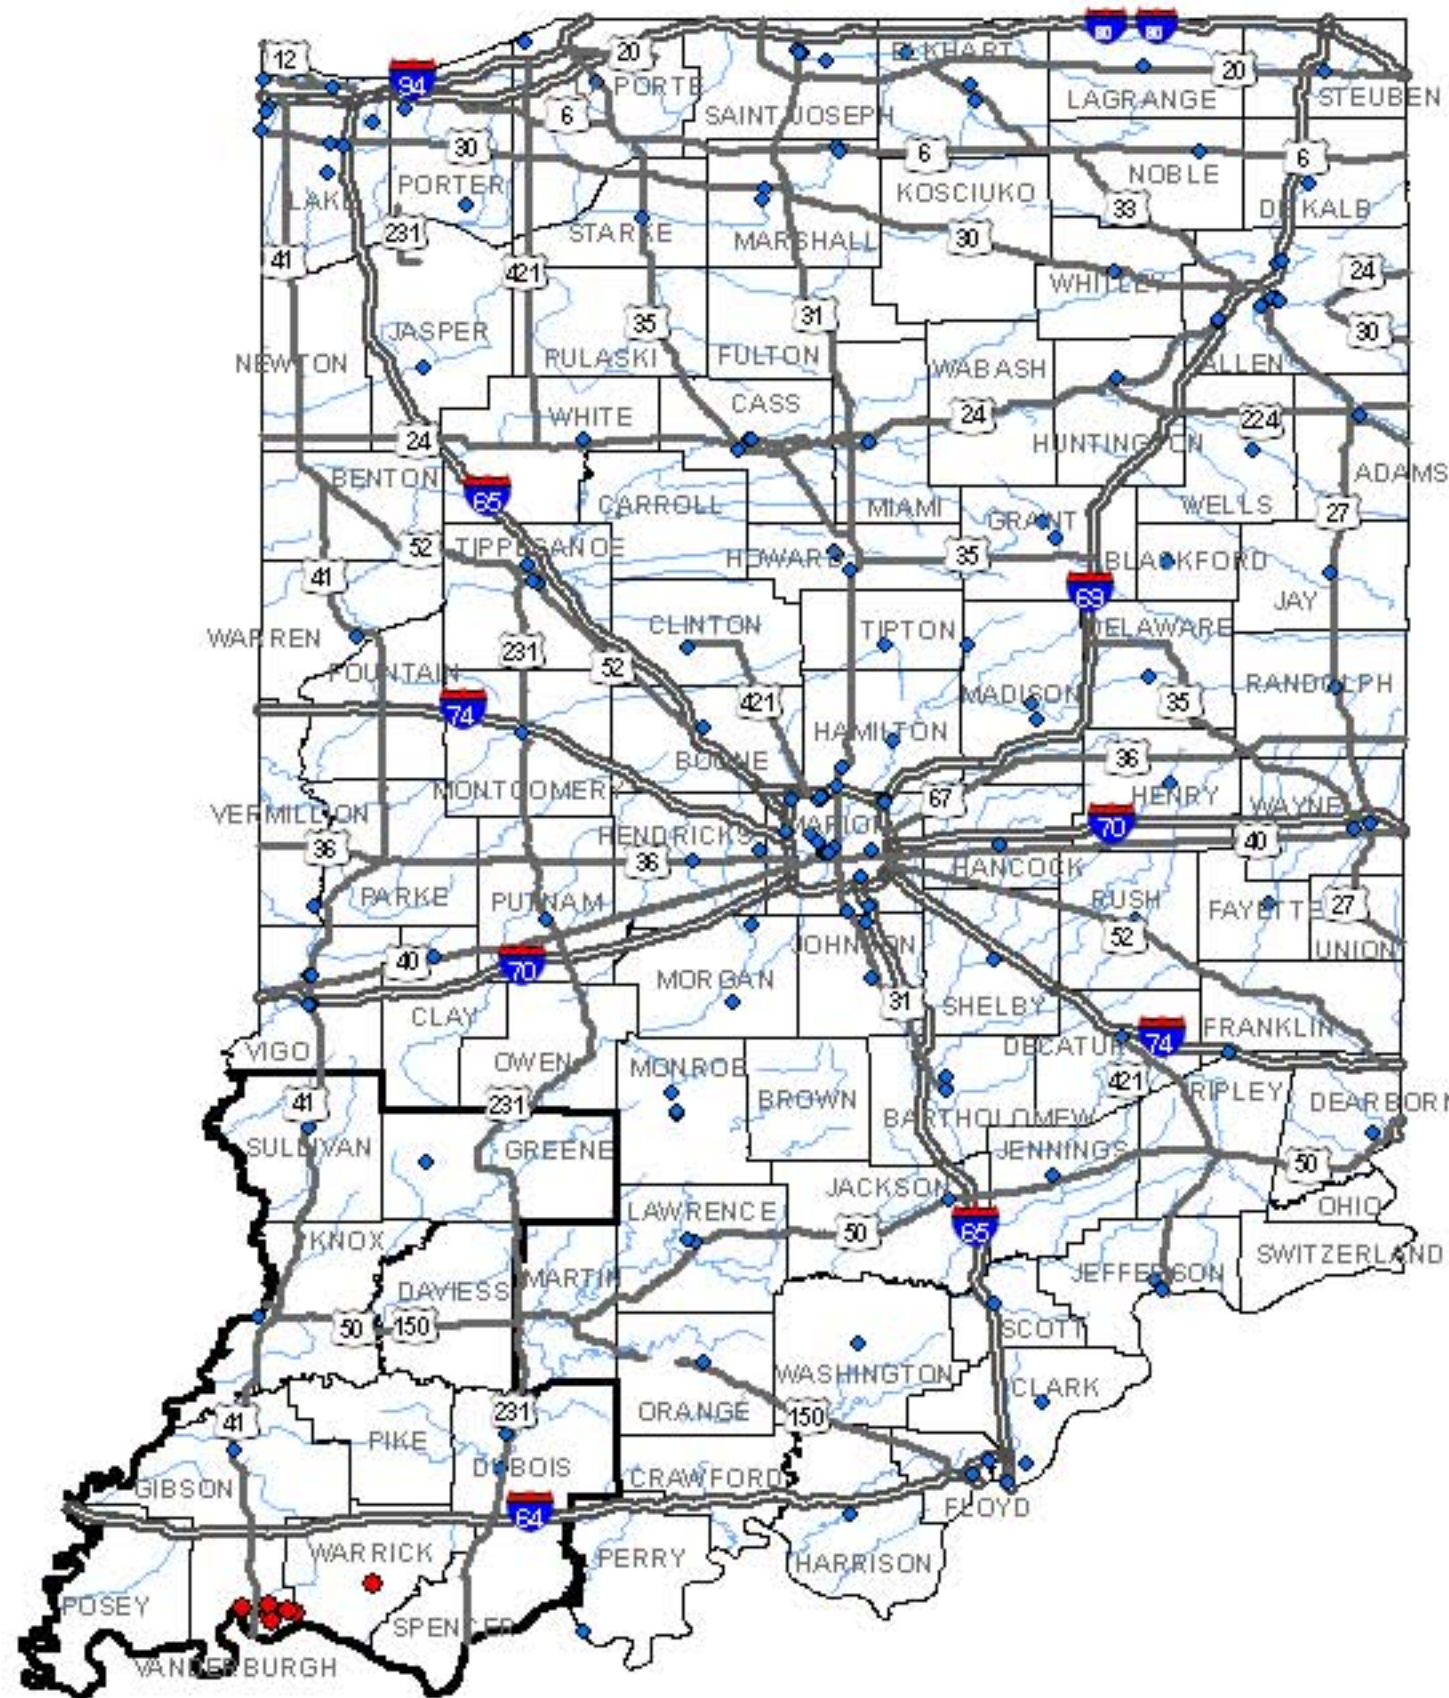 80 80
12
20
ELKHART
94
LA PORTE
20
LAGRANGE
STEUBEN
6
SAINT JOSEPH
30
6
6
LAKE
PORTER
KOSCIUKO
NOBLE
DE KALB
231
STARKE
MARSHALL
33
30
41
421
WHITLEY
24
35
31
30
JASPER
NEWTON
PULASKI
FULTON
WABASH
ALLEN
WHITE
CASS
24
24
224
HUNTINGTON
BENTON
ADAMS
65
CARROLL
MIAMI
WELLS
GRANT
27
52
TIPPECANOE
HOWARD
35
BLACKFORD
41
69
JAY
WARREN
CLINTON
TIPTON
DELAWARE
231
52
FOUNTAIN
RANDOLPH
74
421
MADISON
35
HAMILTON
BOONE
36
MONTGOMERY
67
HENRY
WAYNE
VERMILLION
MARION
70
HENDRICKS
40
36
36
HANCOCK
PARKE
PUTNAM
RUSH
FAYETTE
27
52
JOHNSON
UNION
40
70
MORGAN
31
SHELBY
CLAY
FRANKLIN
74
DECATUR
VIGO
OWEN
MONROE
421
RIPLEY
41
231
BROWN
BARTHOLOMEW
DEARBORN
SULLIVAN
GREENE
JENNINGS
50
JACKSON
OHIO
LAWRENCE
50
65
KNOX
SWITZERLAND
MARTIN
JEFFERSON
DAVIESS
50
150
SCOTT
WASHINGTON
CLARK
231
ORANGE
150
41
PIKE
DUBOIS
CRAWFORD
GIBSON
64
FLOYD
WARRICK
PERRY
HARRISON
POSEY
SPENCER
VANDERBURGH